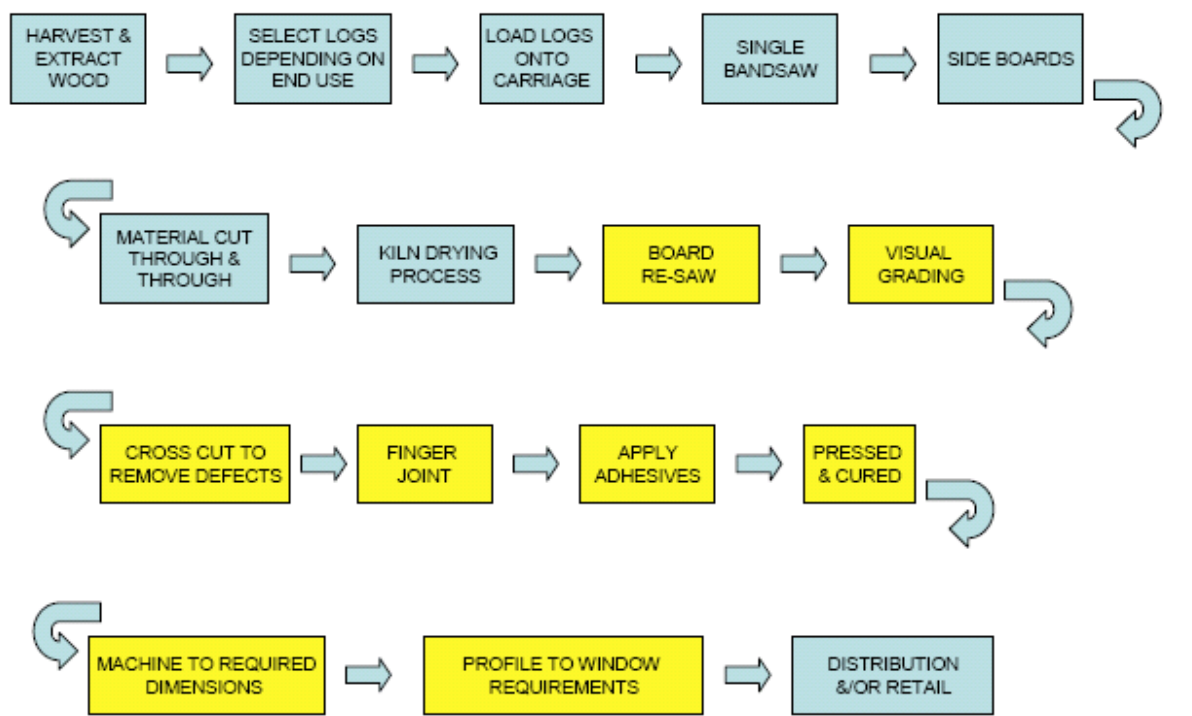 HARVEST &
EXTRACT
WOOD
SELECT LOGS
DEPENDING ON
END USE
LOAD LOGS
ONTO
CARRIAGE
SINGLE
BANDSAW
SIDE BOARDS
MATERIAL CUT
THROUGH &
THROUGH
KILN DRYING
PROCESS
BOARD
RE-SAW
VISUAL
GRADING
CROSS CUT TO
REMOVE DEFECTS
FINGER
JOINT
APPLY
ADHESIVES
PRESSED
& CURED
MACHINE TO REQUIRED
DIMENSIONS
PROFILE TO WINDOW
REQUIREMENTS
DISTRIBUTION
&/OR RETAIL